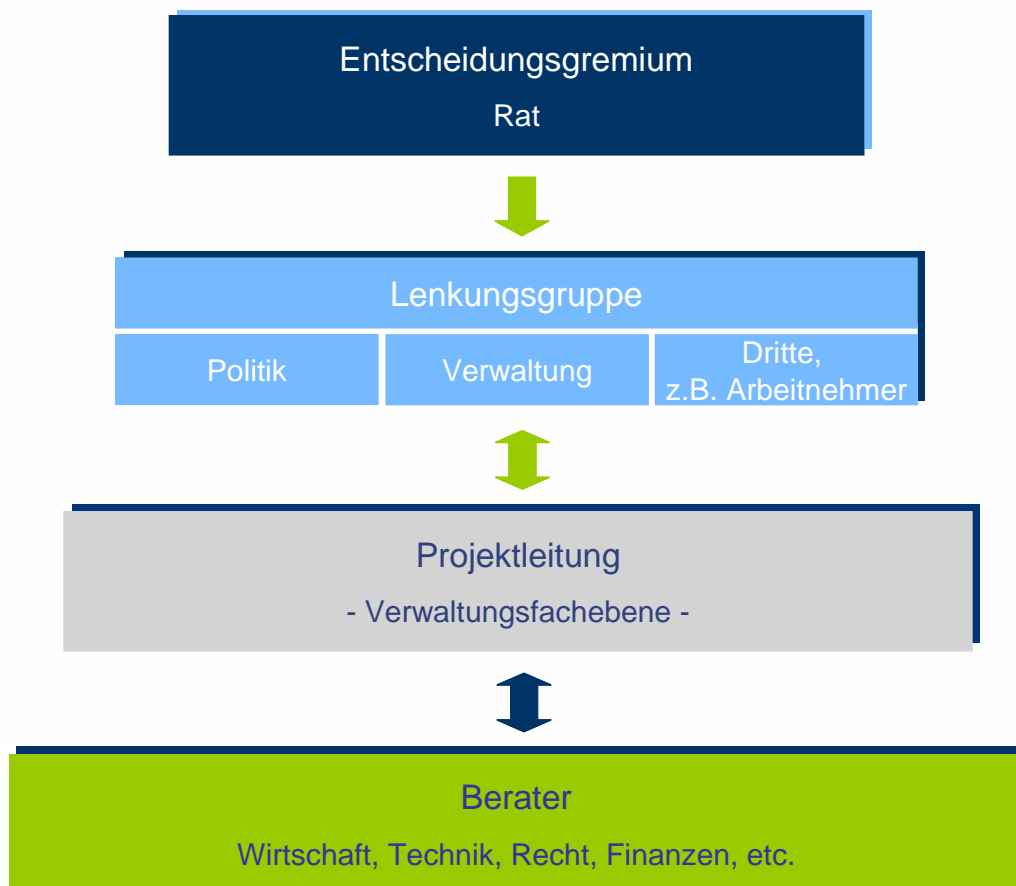 Entscheidungsgremium
Rat
Lenkungsgruppe
Politik
Verwaltung
Dritte,
z.B. Arbeitnehmer
Projektleitung
- Verwaltungsfachebene -
Berater
Wirtschaft, Technik, Recht, Finanzen, etc.